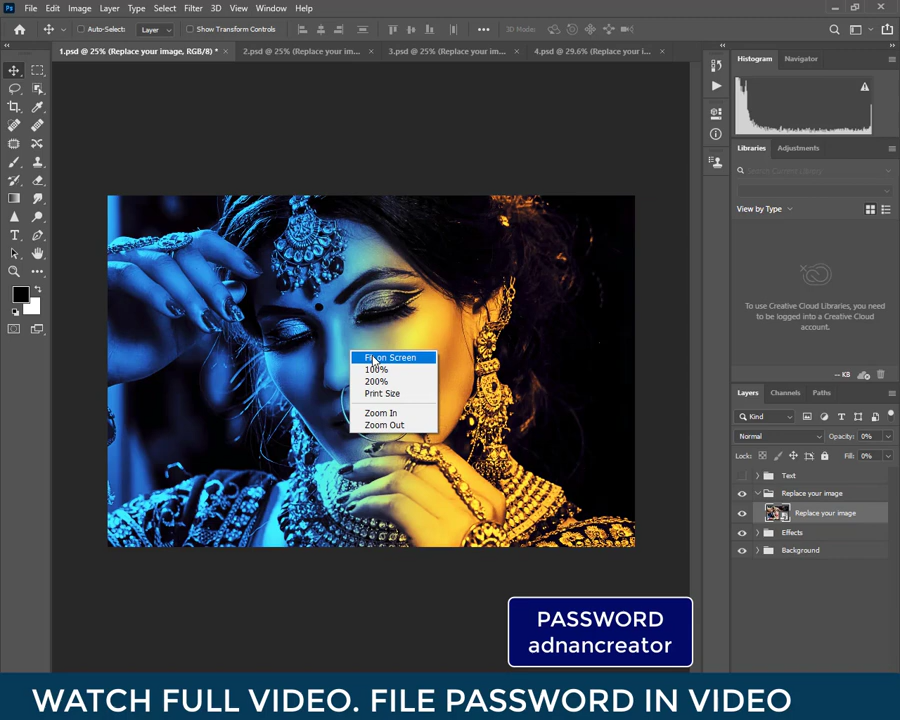 File Edit Image Layer Type Select Filter 3D View Window Help
Auto-Select: Layer Show Transform Controls 3D Mode:
1.psd @ 25% (Replace your image, RGB/8) * × 2.psd @ 25% (Replace your im... × 3.psd @ 25% (Replace your im... × 4.psd @ 29.6% (Replace your i... ×
Histogram Navigator
Libraries Adjustments
Search Current Library
View by Type
To use Creative Cloud Libraries, you need
to be logged into a Creative Cloud
account.
-- KB
Fit on Screen
100%
200%
Print Size
Zoom In
Zoom Out
Layers Channels Paths
Kind
Normal Opacity: 0%
Lock: Fill: 0%
Text
Replace your image
Replace your image
Effects
Background
PASSWORD
adnancreator
WATCH FULL VIDEO. FILE PASSWORD IN VIDEO